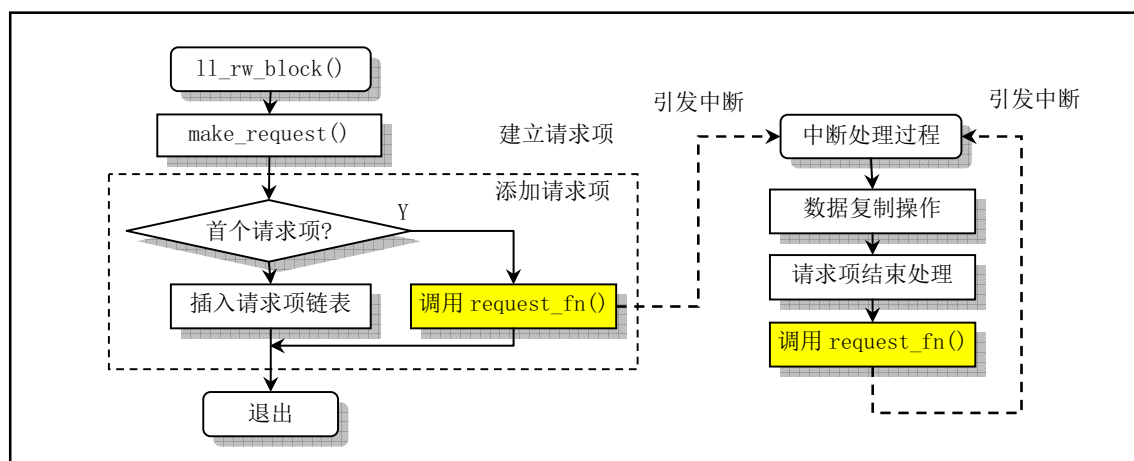 ll_rw_block()
make_request()
建立请求项
添加请求项
首个请求项?
Y
插入请求项链表
调用 request_fn()
退出
引发中断
引发中断
中断处理过程
数据复制操作
请求项结束处理
调用 request_fn()